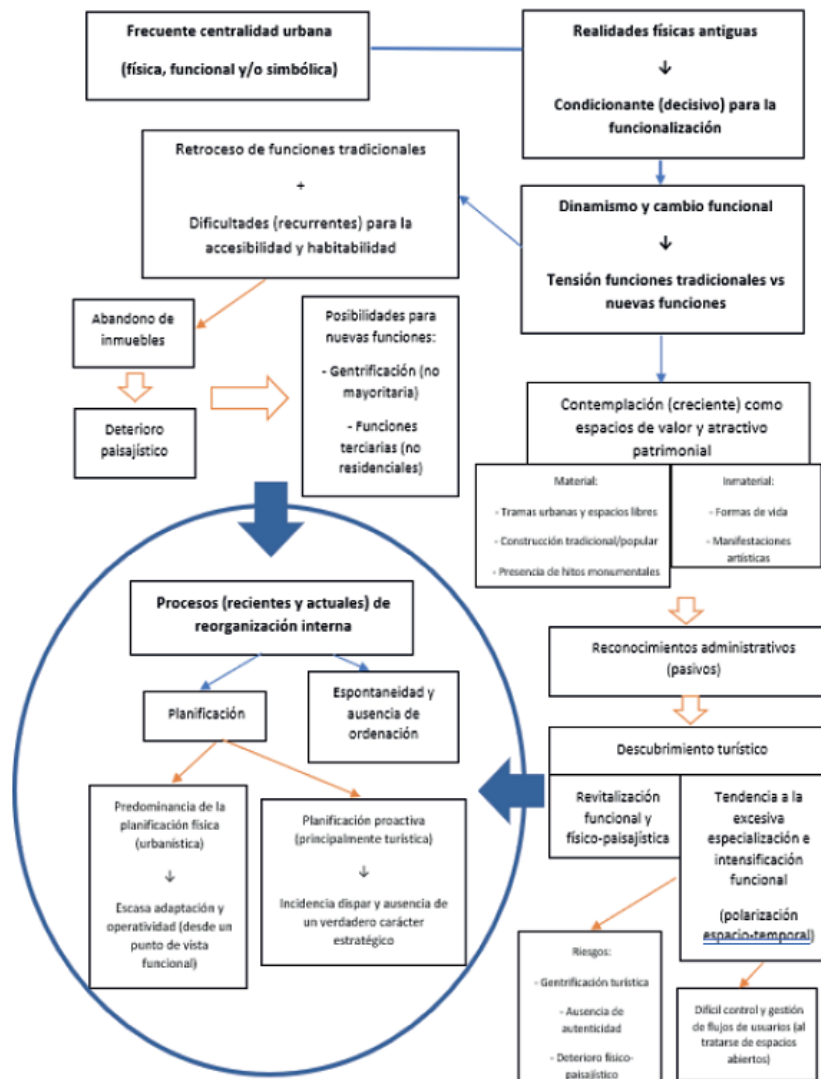 Frecuente centralidad urbana
(física, funcional y/o simbólica)
Realidades físicas antiguas
↓
Condicionante (decisivo) para la
funcionalización
Retroceso de funciones tradicionales
+
Dificultades (recurrentes) para la
accesibilidad y habitabilidad
Dinamismo y cambio funcional
↓
Tensión funciones tradicionales vs
nuevas funciones
Abandono de
inmuebles
Deterioro
paisajístico
Posibilidades para
nuevas funciones:
- Gentrificación (no
mayoritaria)
- Funciones
terciarias (no
residenciales)
Contemplación (creciente) como
espacios de valor y atractivo
patrimonial
Material:
- Tramas urbanas y espacios libres
- Construcción tradicional/popular
- Presencia de hitos monumentales
Inmaterial:
- Formas de vida
- Manifestaciones
artísticas
Reconocimientos administrativos
(pasivos)
Descubrimiento turístico
Revitalización
funcional y
físico-paisajística
Tendencia a la
excesiva
especialización e
intensificación
funcional
(polarización
espacio-temporal)
Riesgos:
- Gentrificación turística
- Ausencia de
autenticidad
- Deterioro físico-
paisajístico
Difícil control y gestión
de flujos de usuarios (al
tratarse de espacios
abiertos)
Procesos (recientes y actuales) de
reorganización interna
Planificación
Espontaneidad y
ausencia de
ordenación
Predominancia de la
planificación física
(urbanística)
↓
Escasa adaptación y
operatividad (desde un
punto de vista
funcional)
Planificación proactiva
(principalmente turística)
↓
Incidencia dispar y ausencia de
un verdadero carácter
estratégico